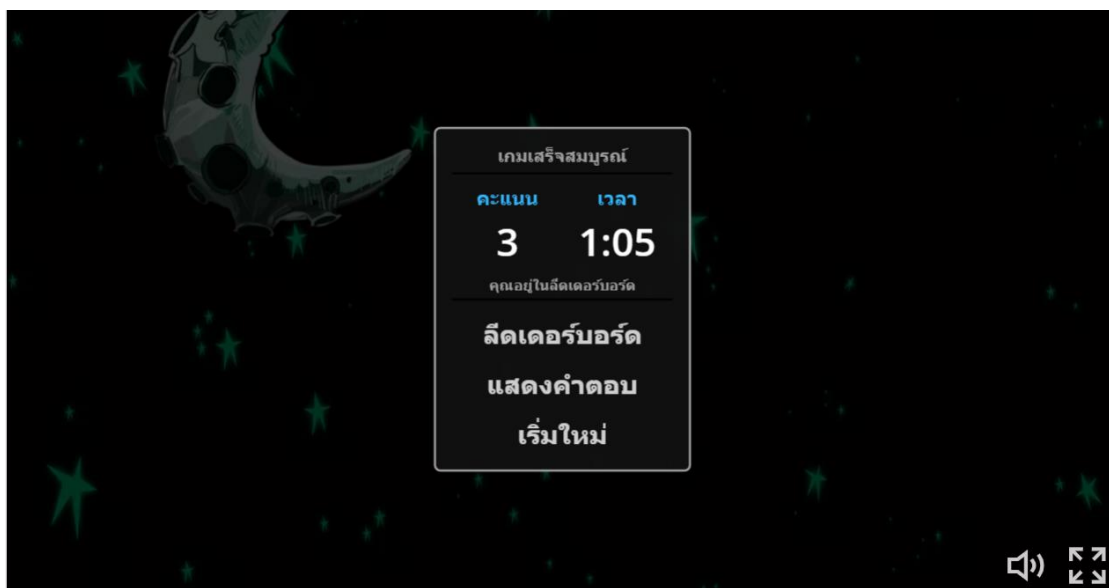 เกมเสร็จสมบูรณ์
คะแนน เวลา
3 1:05
คุณอยู่ในลีดเดอร์บอร์ด
ลีดเดอร์บอร์ด
แสดงคำตอบ
เริ่มใหม่